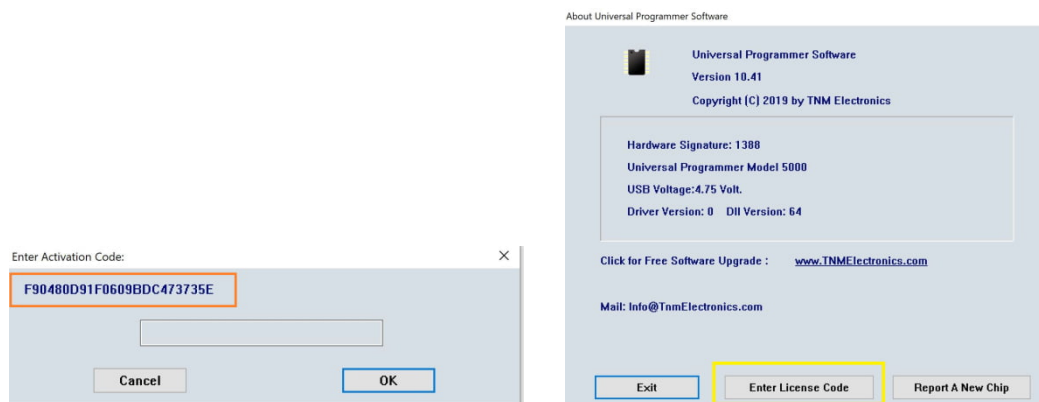 Enter Activation Code:
F90480D91F0609BDC473735E
Cancel
OK
About Universal Programmer Software
Universal Programmer Software
Version 10.41
Copyright (C) 2019 by TNM Electronics
Hardware Signature: 1388
Universal Programmer Model 5000
USB Voltage:4.75 Volt.
Driver Version: 0 Dll Version: 64
Click for Free Software Upgrade : www.TNMElectronics.com
Mail: Info@TnmElectronics.com
Exit
Enter License Code
Report A New Chip